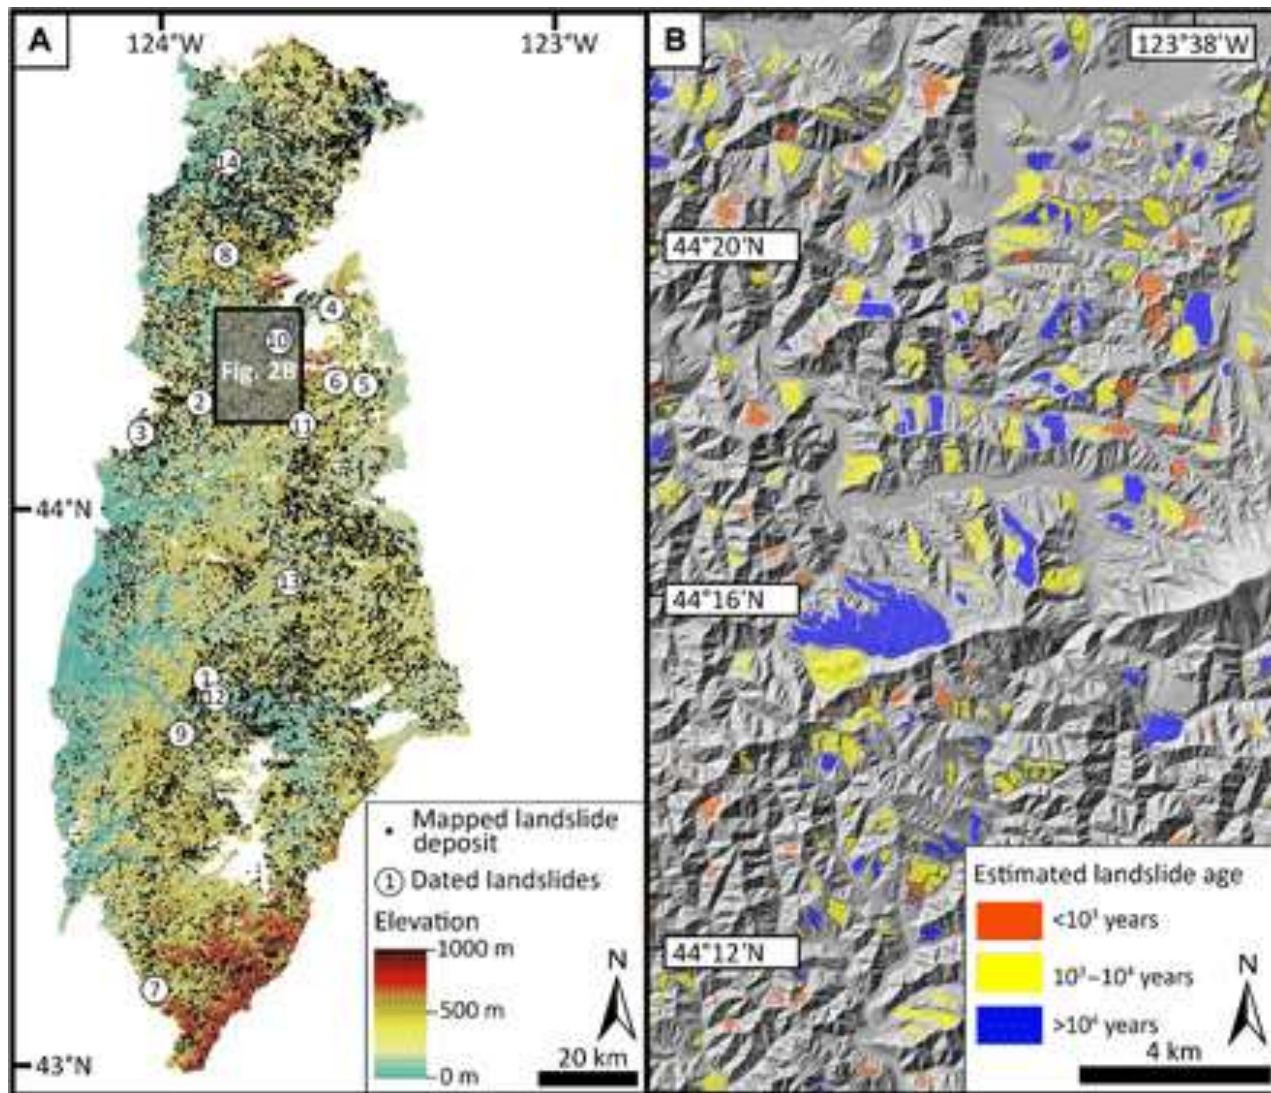 A
124°W
123°W
14
8
4
10
Fig. 2B
6
5
2
11
3
44°N
13
1
12
9
7
43°N
Mapped landslide
deposit
1 Dated landslides
Elevation
1000 m
500 m
0 m
N
20 km
B
123°38'W
44°20'N
44°16'N
44°12'N
Estimated landslide age
<10³ years
10³–10⁴ years
>10⁴ years
N
4 km